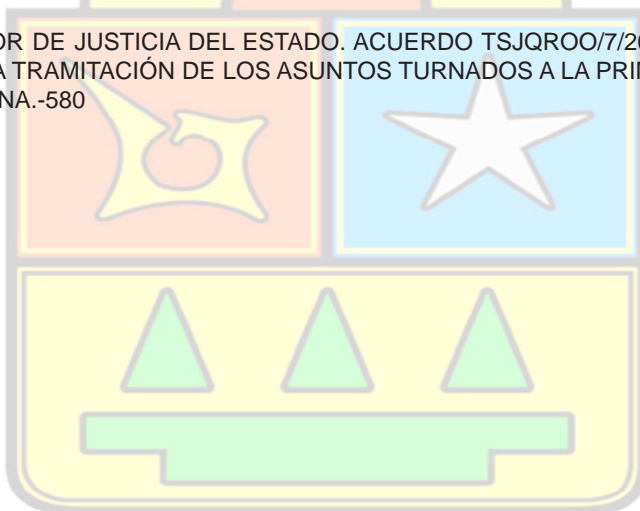 OR DE JUSTICIA DEL ESTADO. ACUERDO TSJQROO/7/20
A TRAMITACIÓN DE LOS ASUNTOS TURNADOS A LA PRI
NA.-580